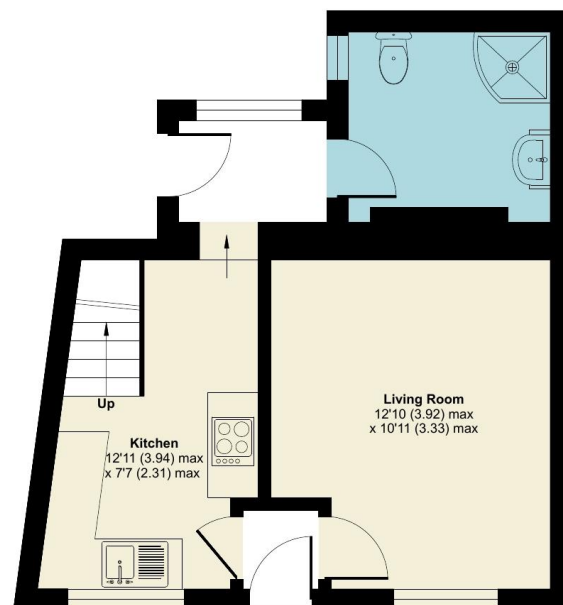 Up
Kitchen
12'11 (3.94) max
x 7'7 (2.31) max
Living Room
12'10 (3.92) max
x 10'11 (3.33) max